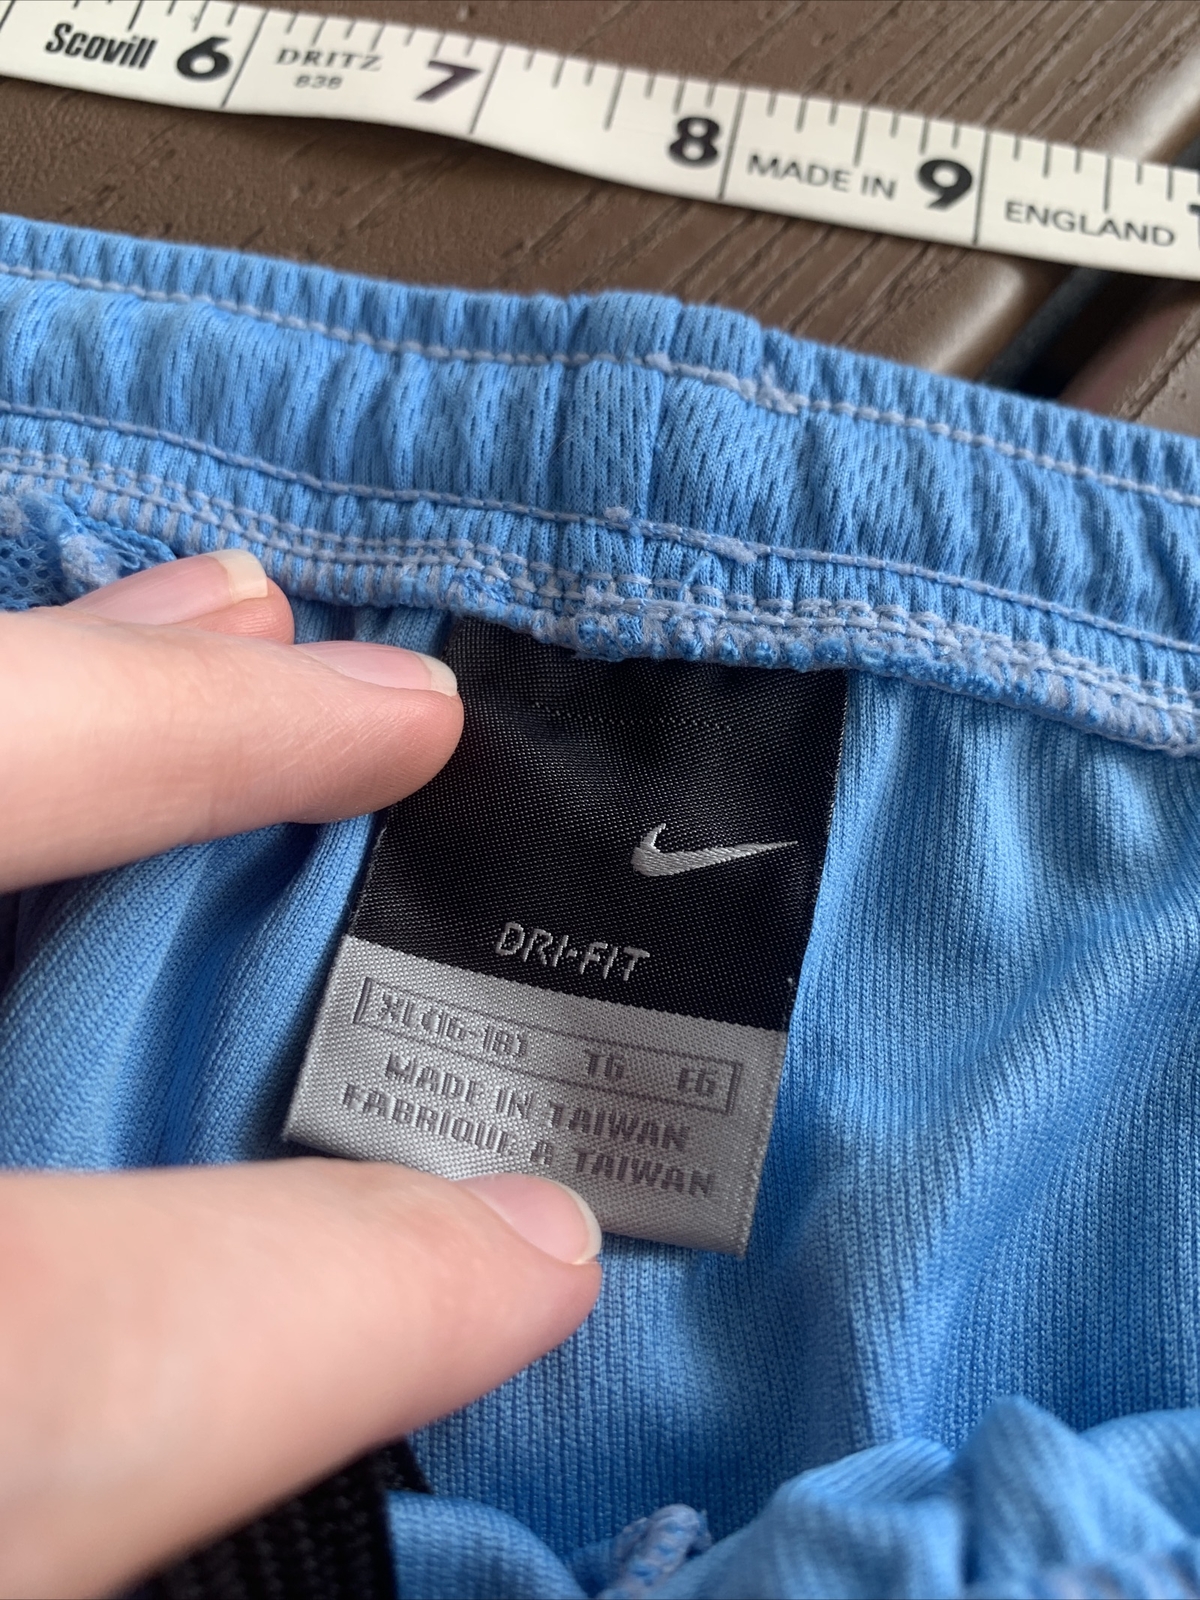 Scovill 6 DRITZ 7 8 MADE IN 9 ENGLAND
838
DRI-FIT
XL(16-18) TG EG
MADE IN TAIWAN
FABRIQUE A TAIWAN